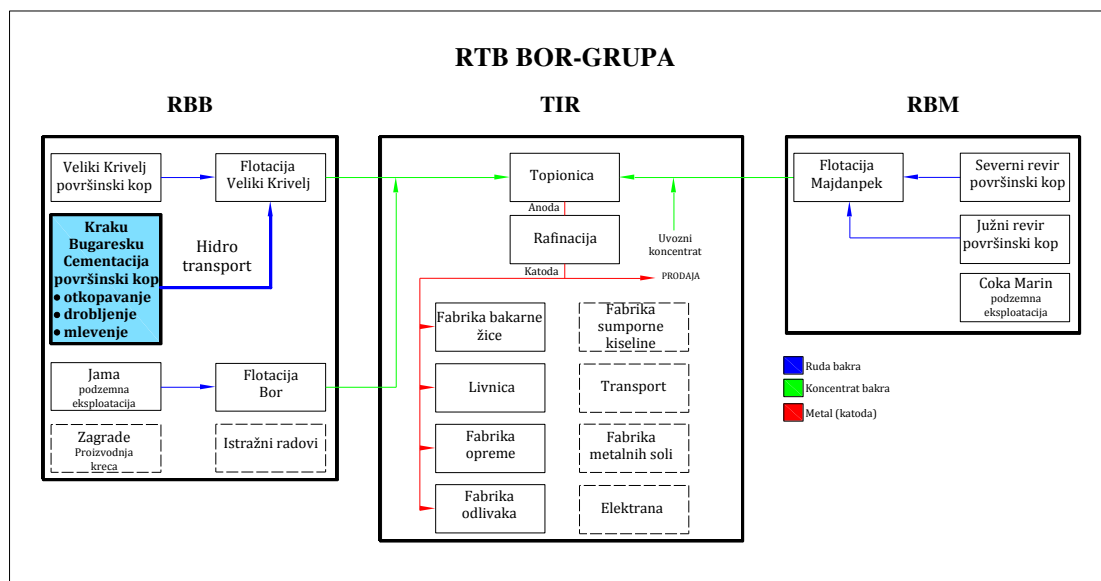 RTB BOR-GRUPA
RBB
TIR
RBM
Veliki Krivelj
površinski kop
Flotacija
Veliki Krivelj
Kraku
Bugaresku
Cementacija
površinski kop
• otkopavanje
• drobljenje
• mlevenje
Hidro
transport
Jama
podzemna
eksploatacija
Flotacija
Bor
Zagrade
Proizvodnja
kreca
Istražni radovi
Topionica
Anoda
Rafinacija
Katoda
Uvozni
koncentrat
PRODAJA
Fabrika bakarne
žice
Fabrika
sumporne
kiseline
Livnica
Transport
Fabrika
opreme
Fabrika
metalnih soli
Fabrika
odlivaka
Elektrana
Flotacija
Majdanpek
Severni revir
površinski kop
Južni revir
površinski kop
Coka Marin
podzemna
eksploatacija
Ruda bakra
Koncentrat bakra
Metal (katoda)